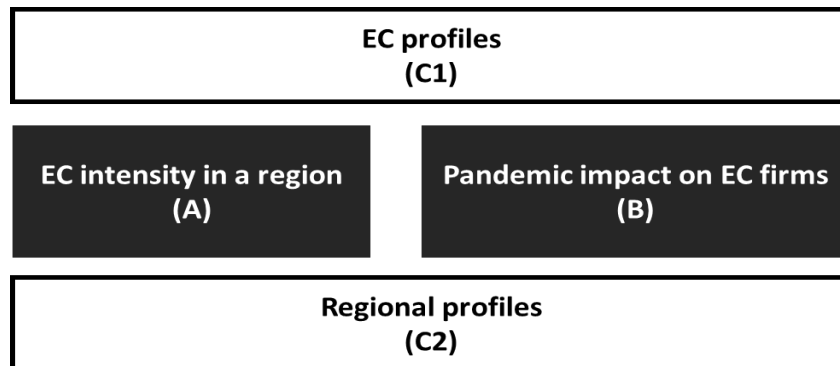 EC profiles
(C1)
EC intensity in a region
(A)
Pandemic impact on EC firms
(B)
Regional profiles
(C2)